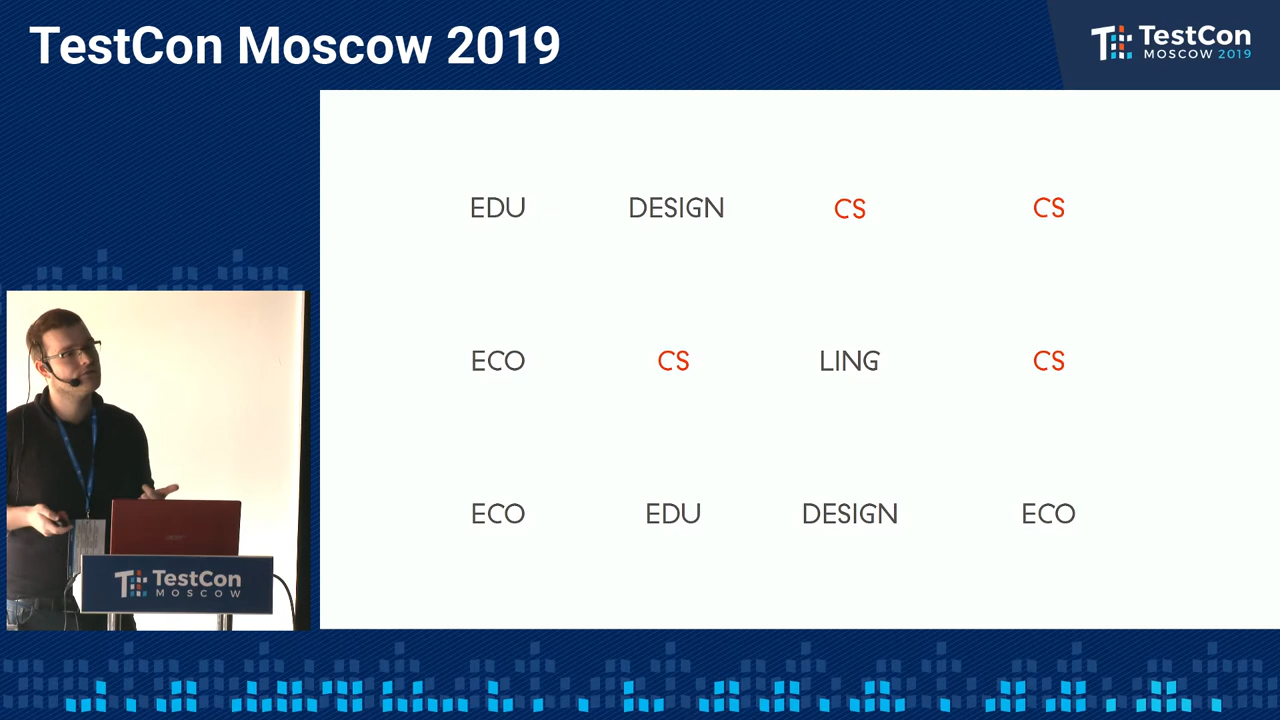 TestCon Moscow 2019
TestCon
MOSCOW 2019
EDU DESIGN CS CS
ECO CS LING CS
ECO EDU DESIGN ECO
TestCon
MOSCOW